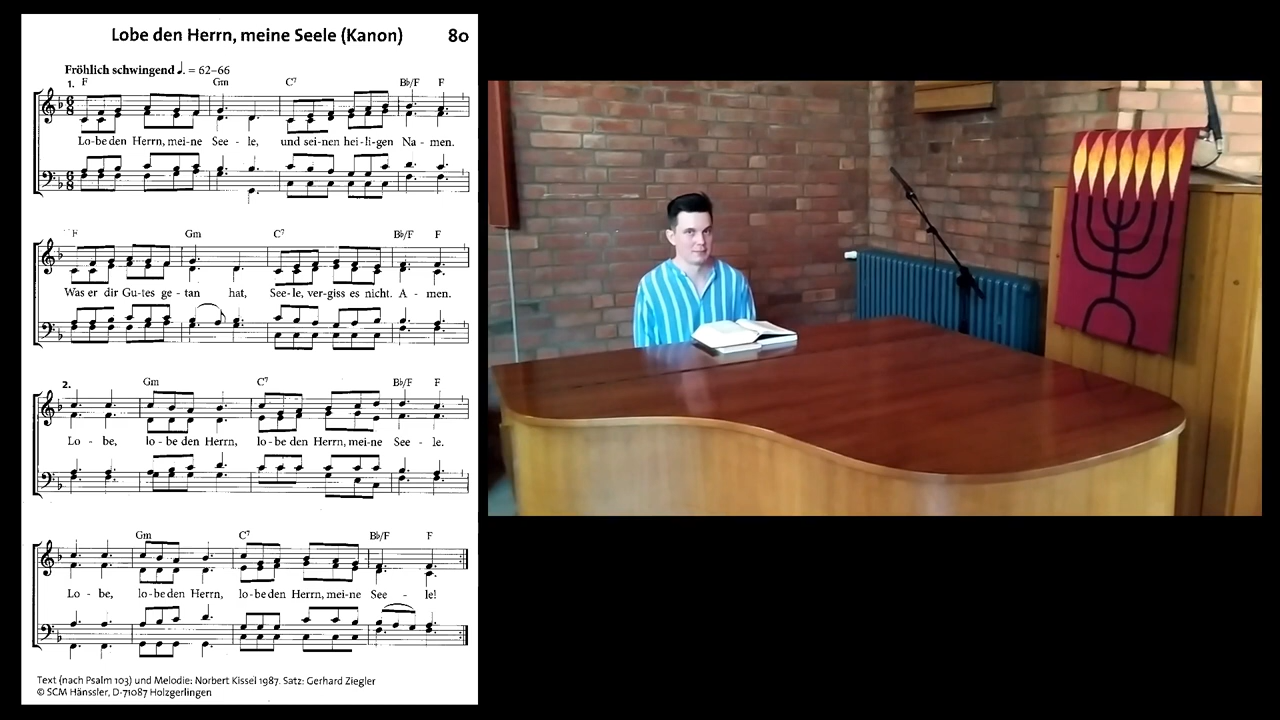 Lobe den Herrn, meine Seele (Kanon) 80
Fröhlich schwingend ♩. = 62–66
1. F Gm C7 B♭/F F
Lo-be den Herrn, mei-ne See - le, und sei-nen hei-li-gen Na - men.
F Gm C7 B♭/F F
Was er dir Gu-tes ge-tan hat, See-le, ver-giss es nicht. A - men.
2. Gm C7 B♭/F F
Lo - be, lo-be den Herrn, lo-be den Herrn, mei-ne See - le.
Gm C7 B♭/F F
Lo - be, lo-be den Herrn, lo-be den Herrn, mei-ne See - le!
Text (nach Psalm 103) und Melodie: Norbert Kissel 1987. Satz: Gerhard Ziegler
© SCM Hänssler, D-71087 Holzgerlingen